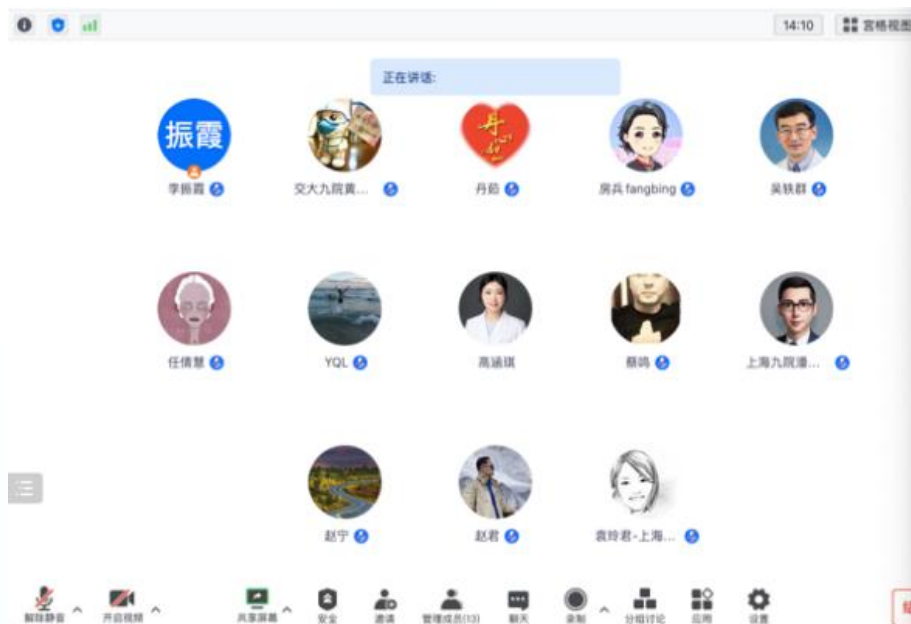 14:10 宫格视图
正在讲话:
振霞
丹心
李振霞 交大九院黄... 丹茹 房兵 fangbing 吴轶群
任倩慧 YQL 高涵琪 蔡鸣 上海九院潘...
赵宁 赵君 袁玲君-上海...
解除静音 开启视频 共享屏幕 安全 邀请 管理成员(13) 聊天 录制 分组讨论 应用 设置